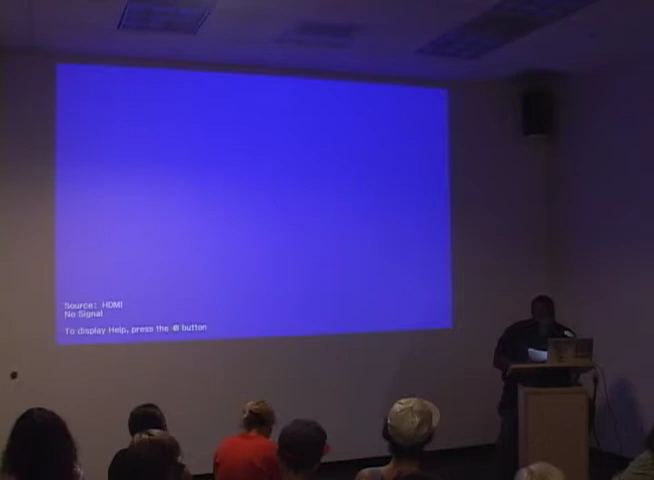 Source: HDMI
No Signal
To display Help, press the button